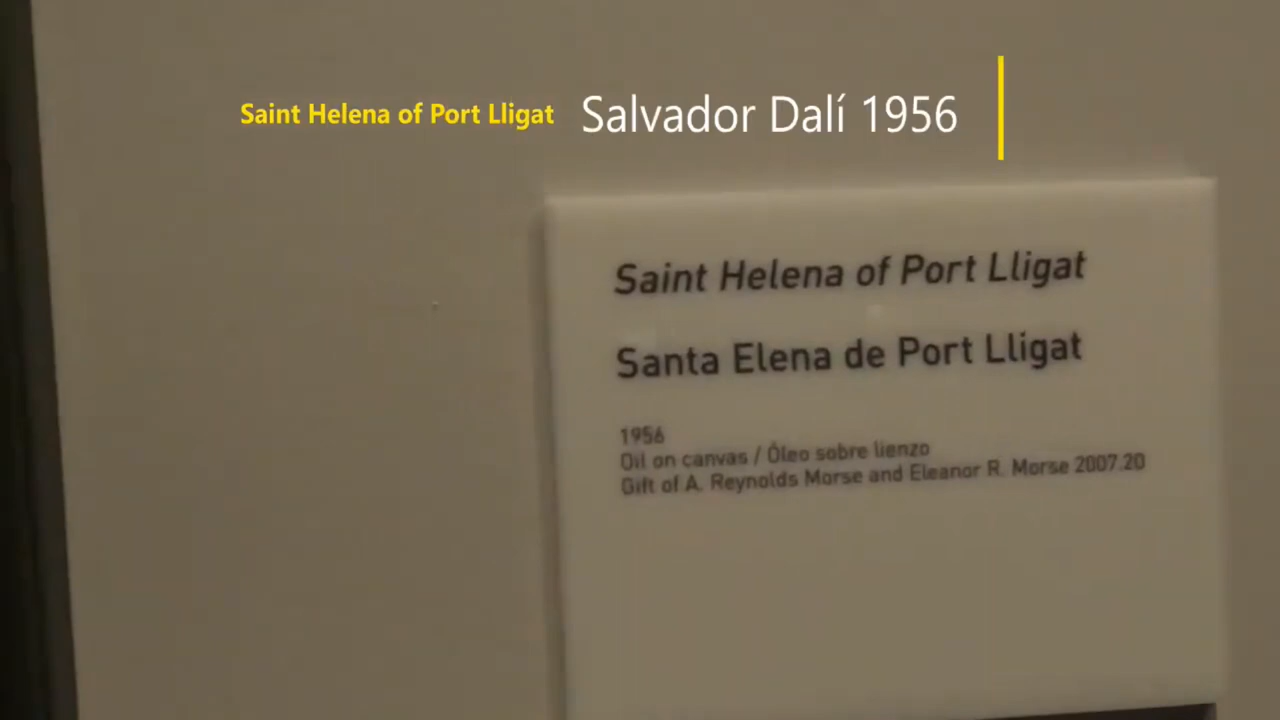 Saint Helena of Port Lligat Salvador Dalí 1956
Saint Helena of Port Lligat
Santa Elena de Port Lligat
1956
Oil on canvas / Óleo sobre lienzo
Gift of A. Reynolds Morse and Eleanor R. Morse 2007.20